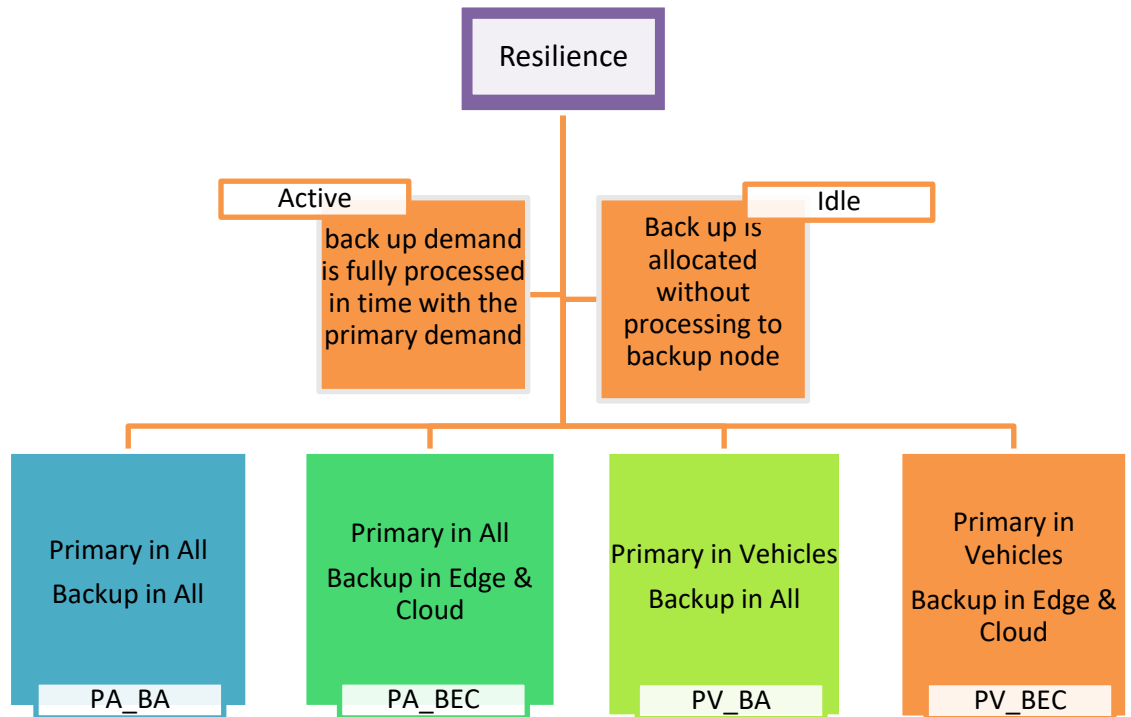 Resilience
Active
back up demand
is fully processed
in time with the
primary demand
Idle
Back up is
allocated
without
processing to
backup node
Primary in All
Backup in All
PA_BA
Primary in All
Backup in Edge &
Cloud
PA_BEC
Primary in Vehicles
Backup in All
PV_BA
Primary in
Vehicles
Backup in Edge &
Cloud
PV_BEC